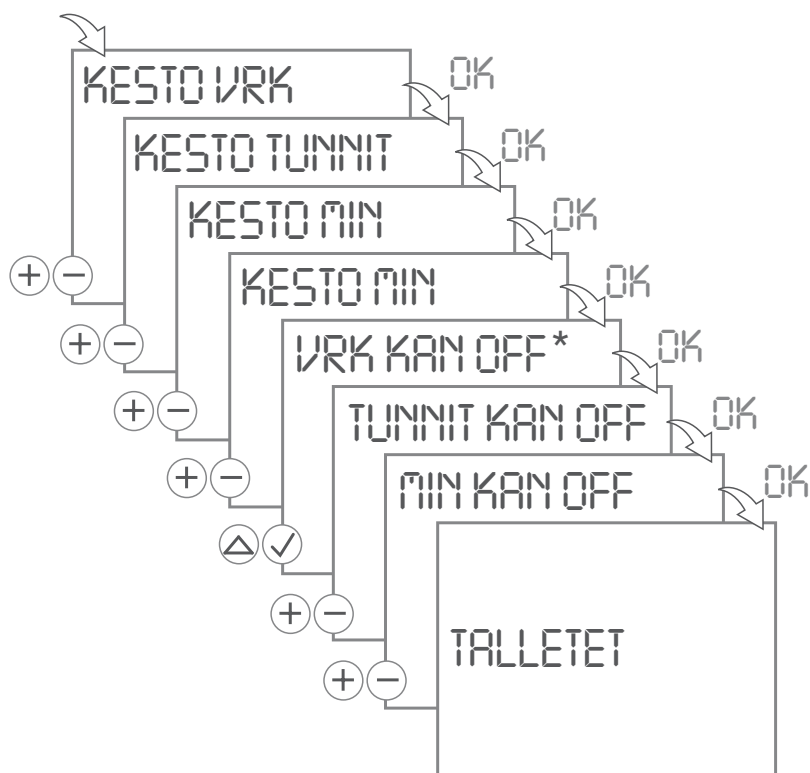 KESTO VRK
OK
KESTO TUNNIT
OK
KESTO MIN
OK
KESTO MIN
OK
VRK KAN OFF*
OK
TUNNIT KAN OFF
OK
MIN KAN OFF
OK
TALLETET